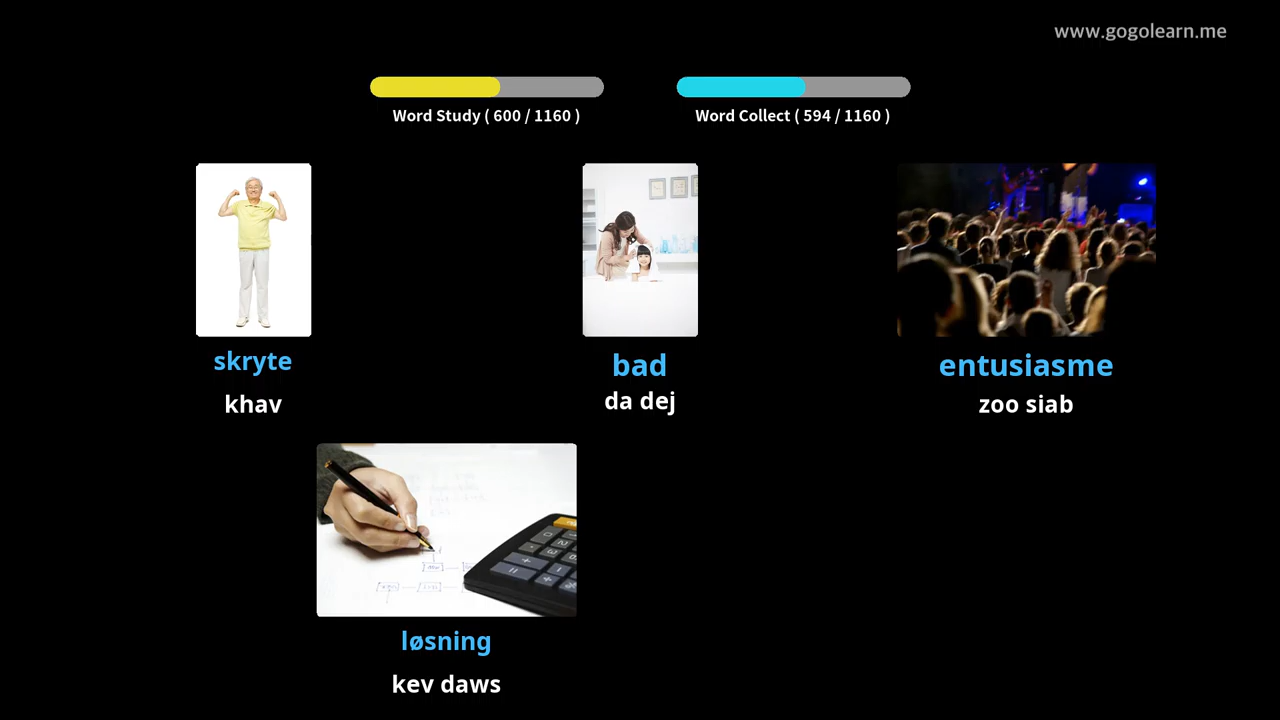 www.gogolearn.me
Word Study ( 600 / 1160 )
Word Collect ( 594 / 1160 )
skryte
khav
bad
da dej
entusiasme
zoo siab
løsning
kev daws